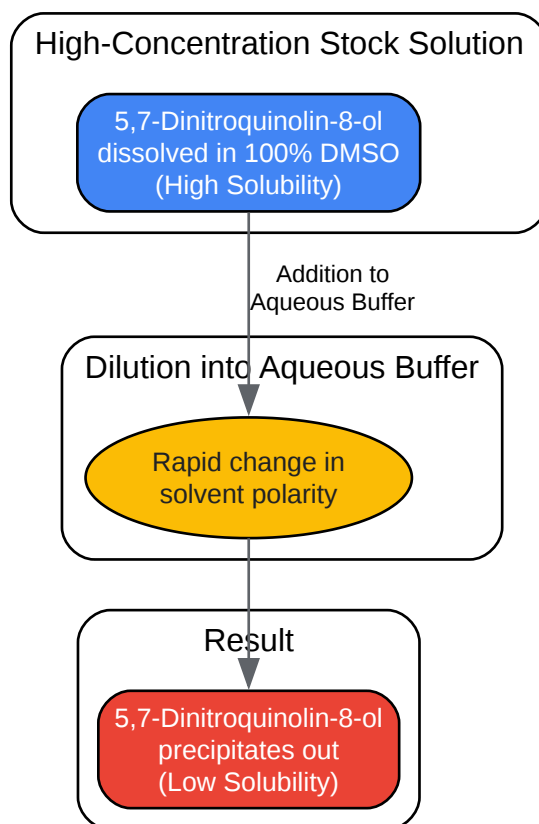 High-Concentration Stock Solution
5,7-Dinitroquinolin-8-ol
dissolved in 100% DMSO
(High Solubility)
Addition to
Aqueous Buffer
Dilution into Aqueous Buffer
Rapid change in
solvent polarity
Result
5,7-Dinitroquinolin-8-ol
precipitates out
(Low Solubility)